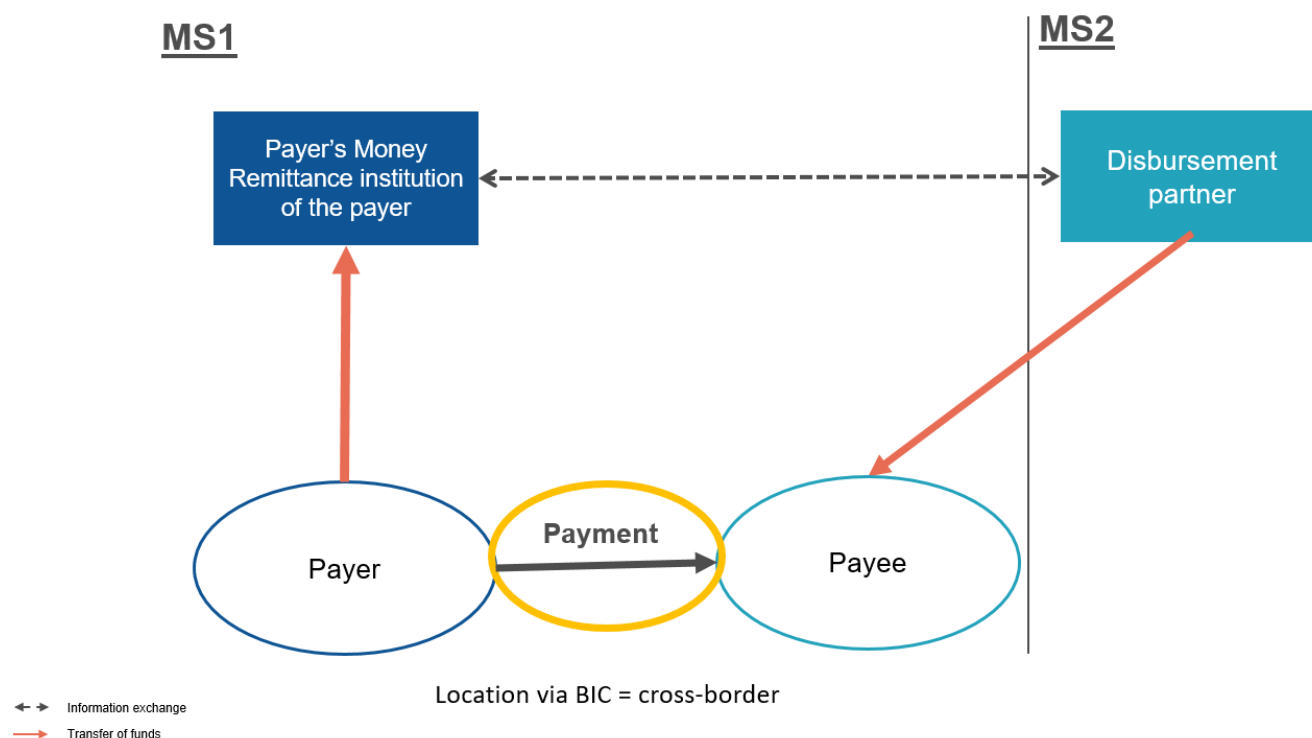 MS1
MS2
Payer's Money
Remittance institution
of the payer
Disbursement
partner
Payment
Payer
Payee
Location via BIC = cross-border
Information exchange
Transfer of funds